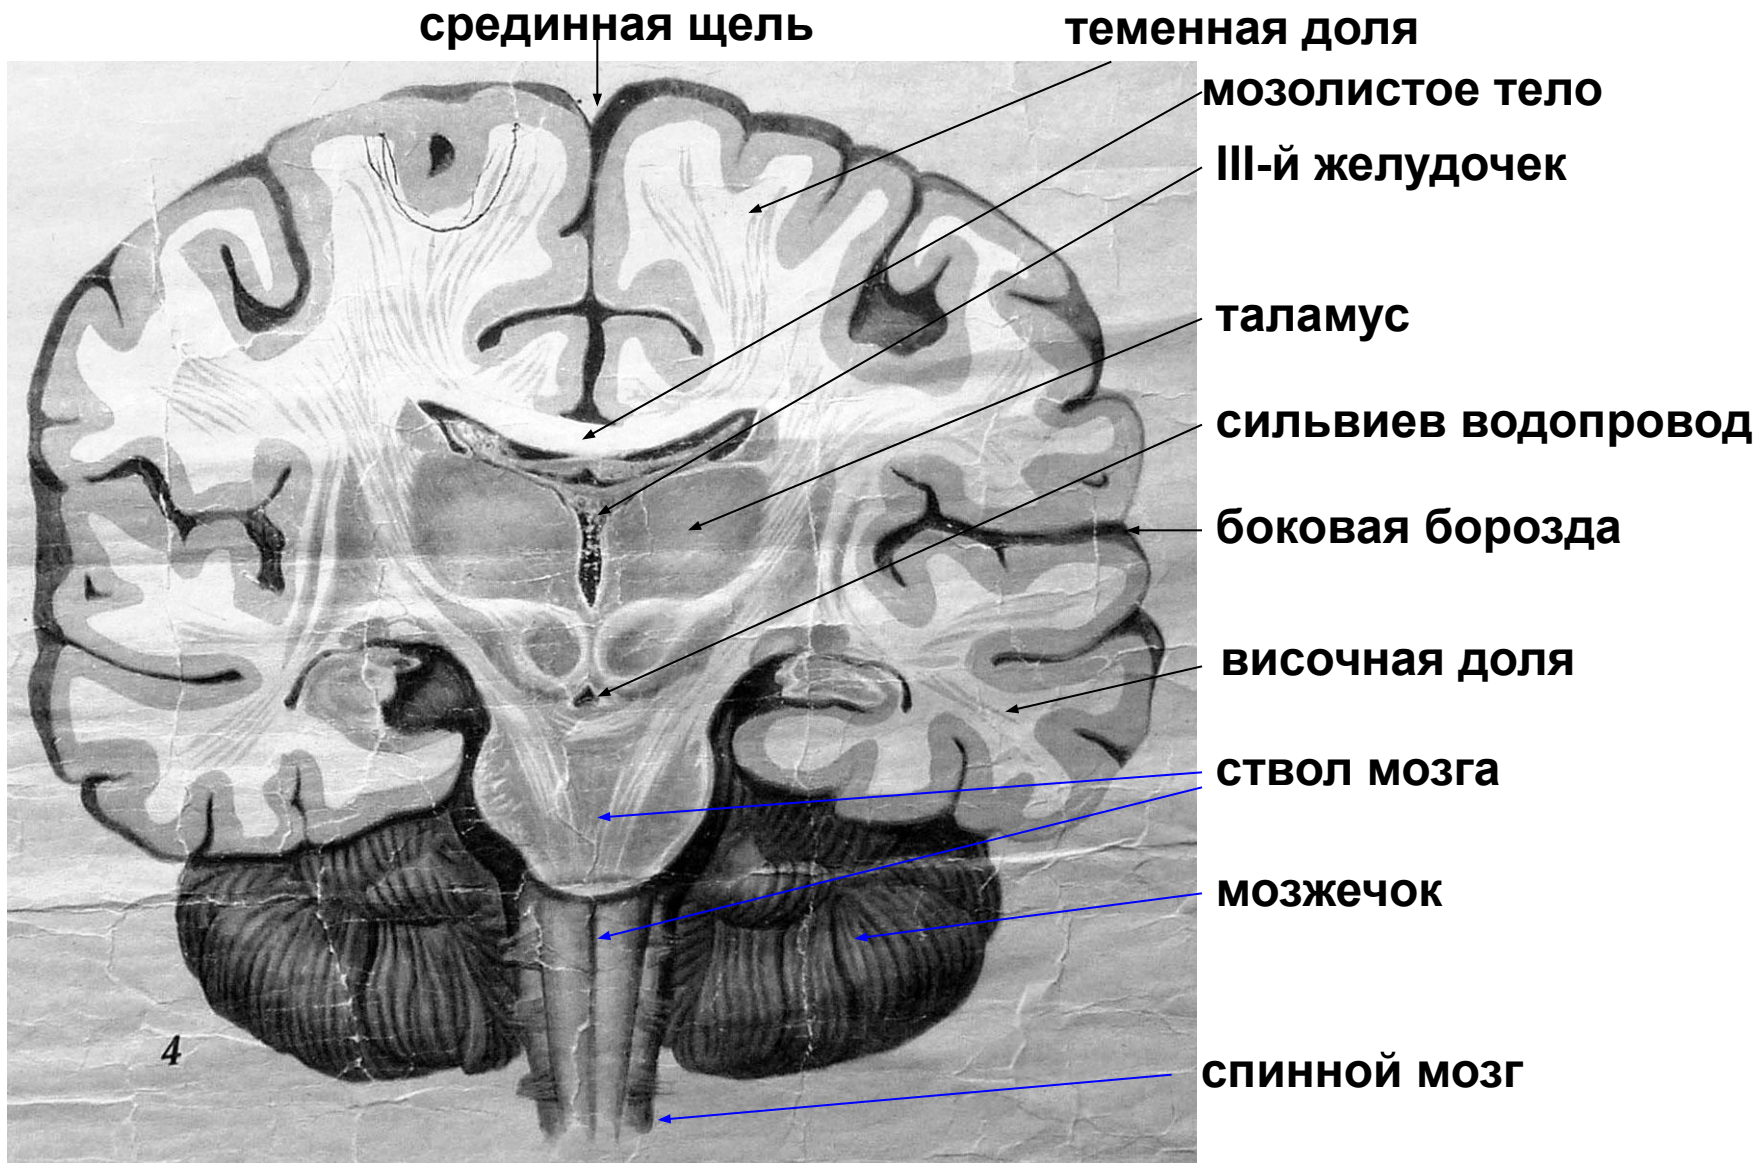 срединная щель
теменная доля
мозолистое тело
III-й желудочек
таламус
сильвиев водопровод
боковая борозда
височная доля
ствол мозга
мозжечок
4
спинной мозг